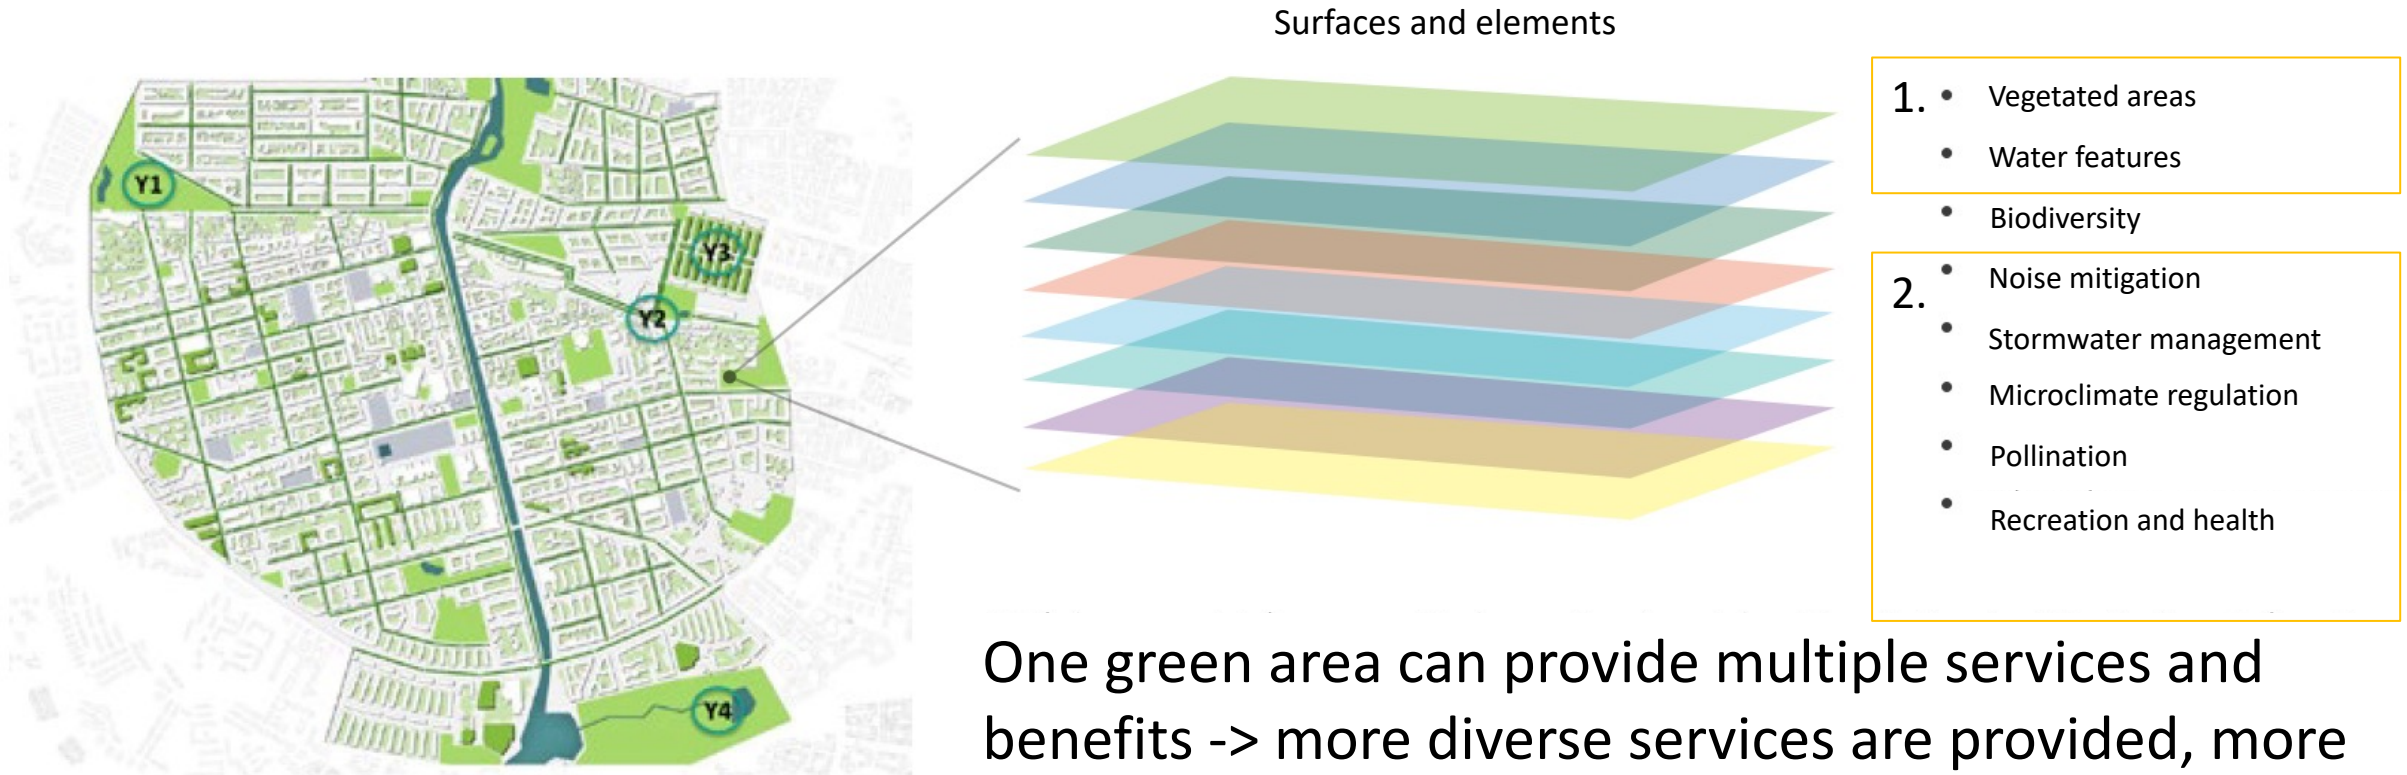 Surfaces and elements
1. • Vegetated areas
• Water features
• Biodiversity
2. • Noise mitigation
• Stormwater management
• Microclimate regulation
• Pollination
• Recreation and health
Y1
Y3
Y2
Y4
One green area can provide multiple services and
benefits -> more diverse services are provided, more